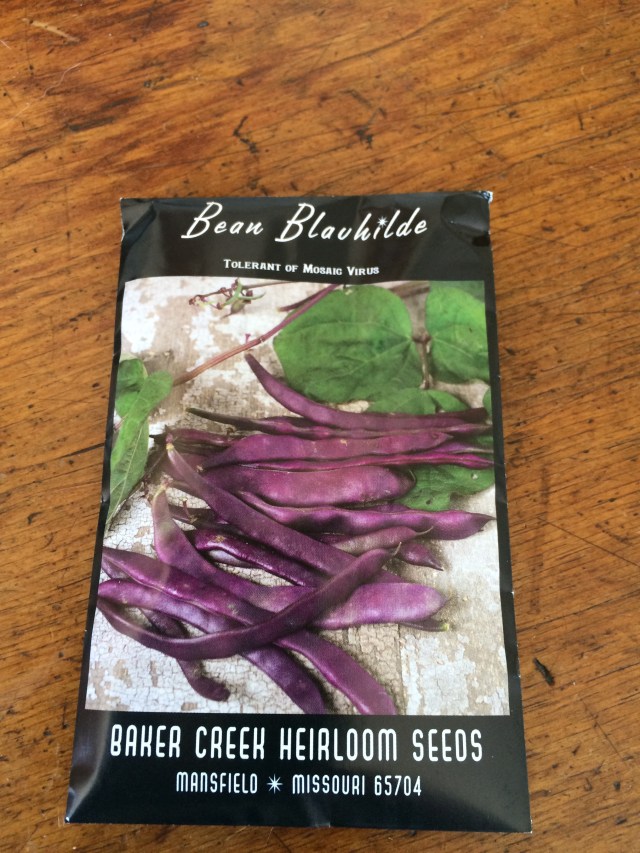 Bean Blauhilde
Tolerant of Mosaic Virus
BAKER CREEK HEIRLOOM SEEDS
MANSFIELD ✴ MISSOURI 65704